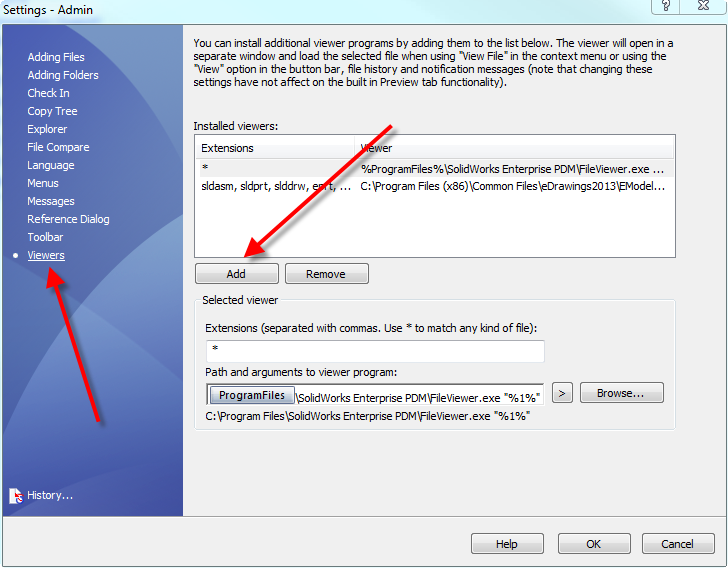 Settings - Admin
Adding Files
Adding Folders
Check In
Copy Tree
Explorer
File Compare
Language
Menus
Messages
Reference Dialog
Toolbar
Viewers
History...
You can install additional viewer programs by adding them to the list below. The viewer will open in a
separate window and load the selected file when using "View File" in the context menu or using the
"View" option in the button bar, file history and notification messages (note that changing these
settings have not affect on the built in Preview tab functionality).
Installed viewers:
Extensions Viewer
* %ProgramFiles%\SolidWorks Enterprise PDM\FileViewer.exe ...
sldasm, sldprt, slddrw, eprt, ... C:\Program Files (x86)\Common Files\eDrawings2013\EModel...
Add Remove
Selected viewer
Extensions (separated with commas. Use * to match any kind of file):
*
Path and arguments to viewer program:
ProgramFiles \SolidWorks Enterprise PDM\FileViewer.exe "%1%" > Browse...
C:\Program Files\SolidWorks Enterprise PDM\FileViewer.exe "%1%"
Help OK Cancel